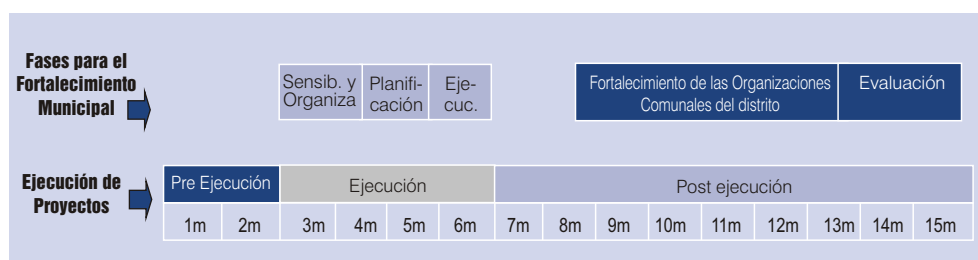 Fases para el
Fortalecimiento
Municipal
Sensib. y
Organiza
Planifi-
cación
Eje-
cuc.
Fortalecimiento de las Organizaciones
Comunales del distrito
Evaluación
Ejecución de
Proyectos
Pre Ejecución
Ejecución
Post ejecución
1m 2m 3m 4m 5m 6m 7m 8m 9m 10m 11m 12m 13m 14m 15m